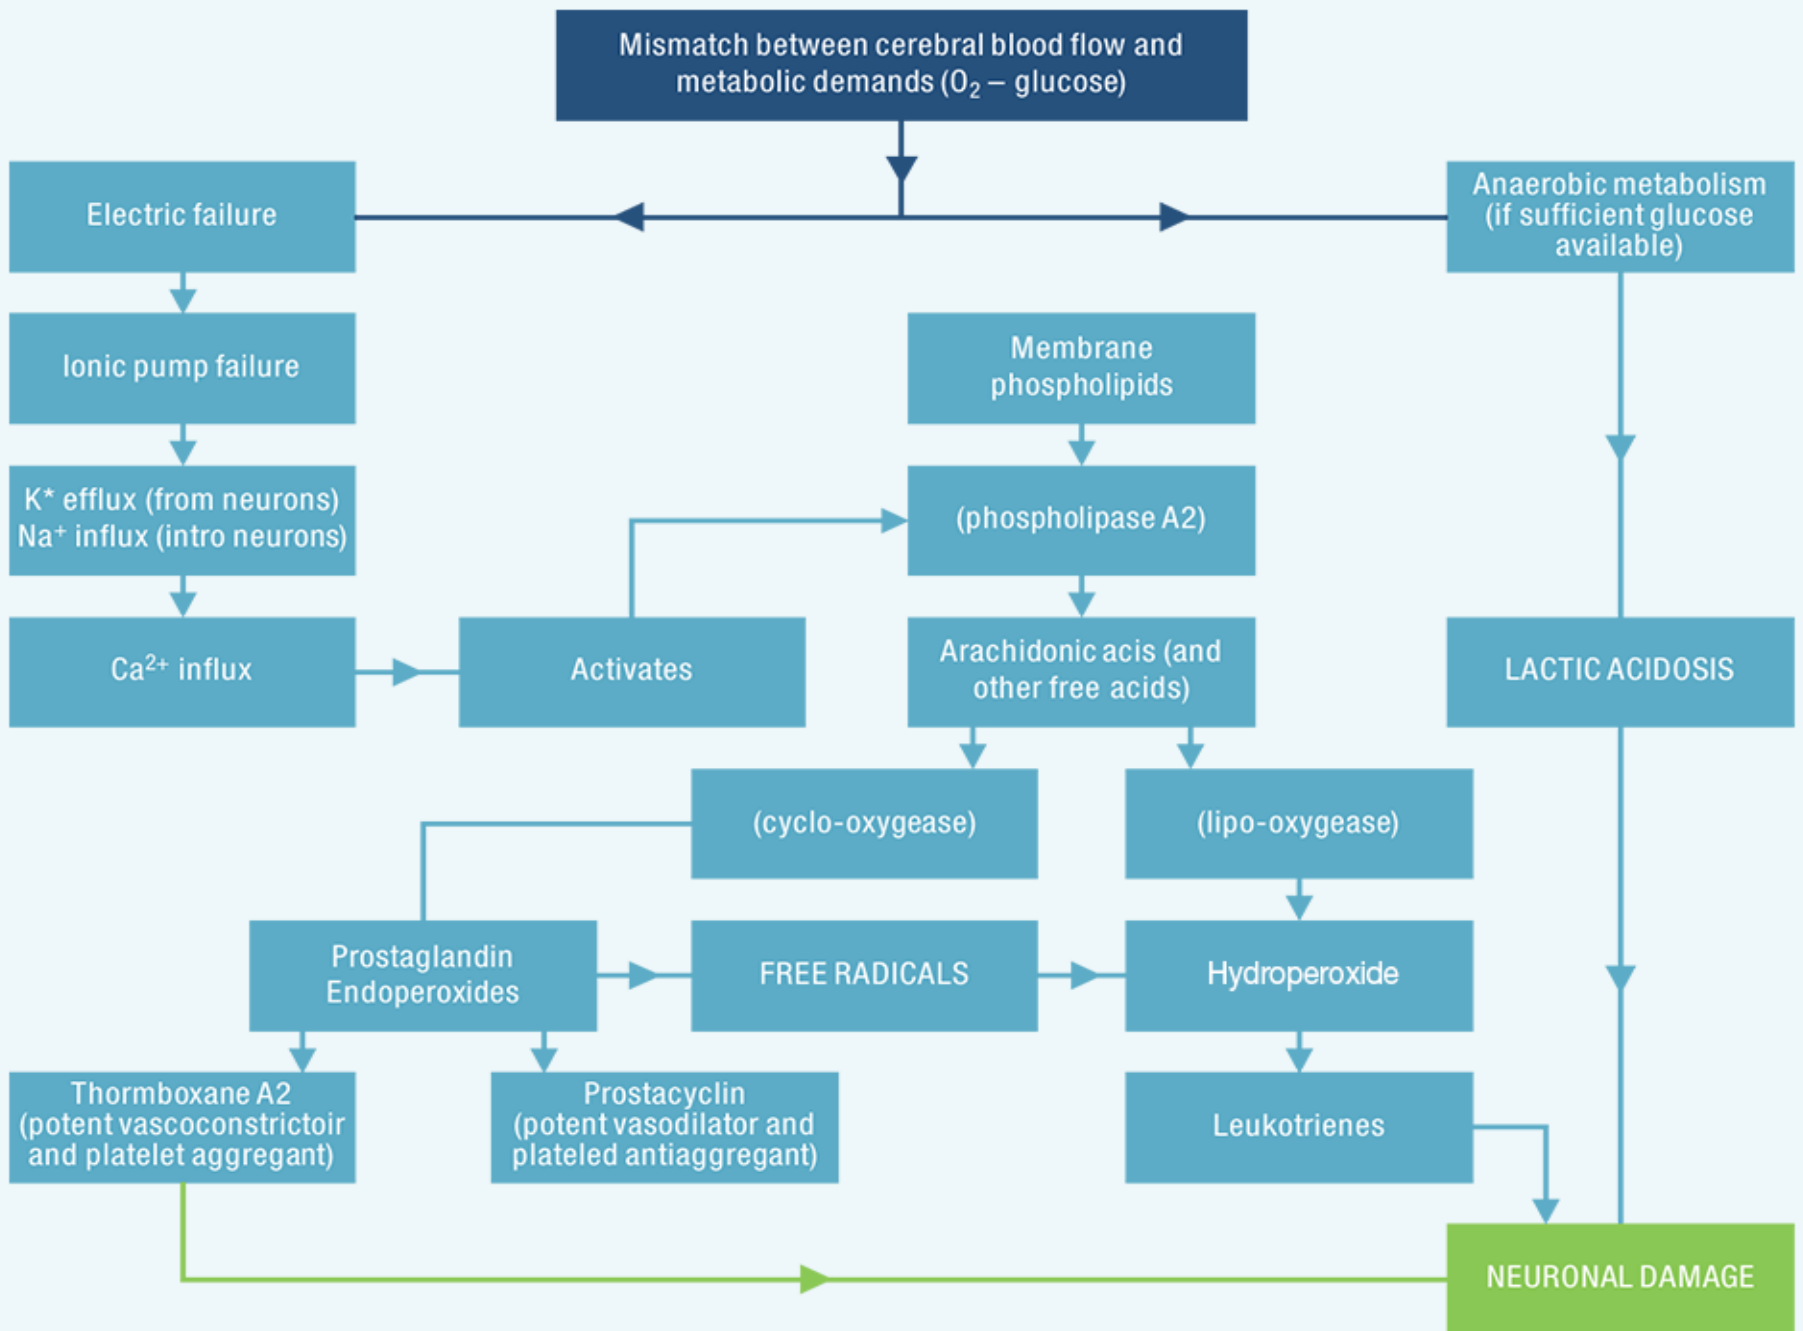 Mismatch between cerebral blood flow and
metabolic demands (O₂ – glucose)
Electric failure
Anaerobic metabolism
(if sufficient glucose
available)
Ionic pump failure
Membrane
phospholipids
K* efflux (from neurons)
Na⁺ influx (intro neurons)
(phospholipase A2)
Ca²⁺ influx
Activates
Arachidonic acis (and
other free acids)
LACTIC ACIDOSIS
(cyclo-oxygease)
(lipo-oxygease)
Prostaglandin
Endoperoxides
FREE RADICALS
Hydroperoxide
Thormboxane A2
(potent vascoconstrictoir
and platelet aggregant)
Prostacyclin
(potent vasodilator and
plateled antiaggregant)
Leukotrienes
NEURONAL DAMAGE